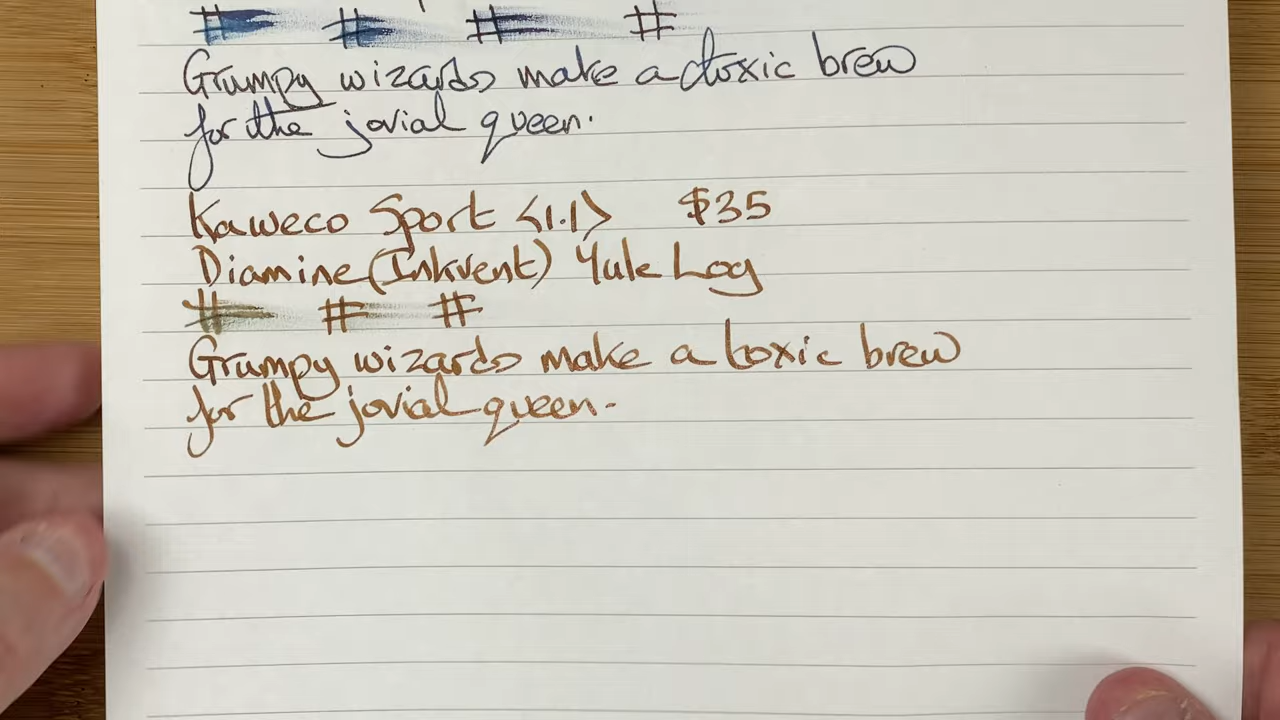 # # # #
Grumpy wizards make a toxic brew
for the jovial queen.
Kaweco Sport <1.1> $35
Diamine (Inkvent) Yule Log
# # #
Grumpy wizards make a toxic brew
for the jovial queen.